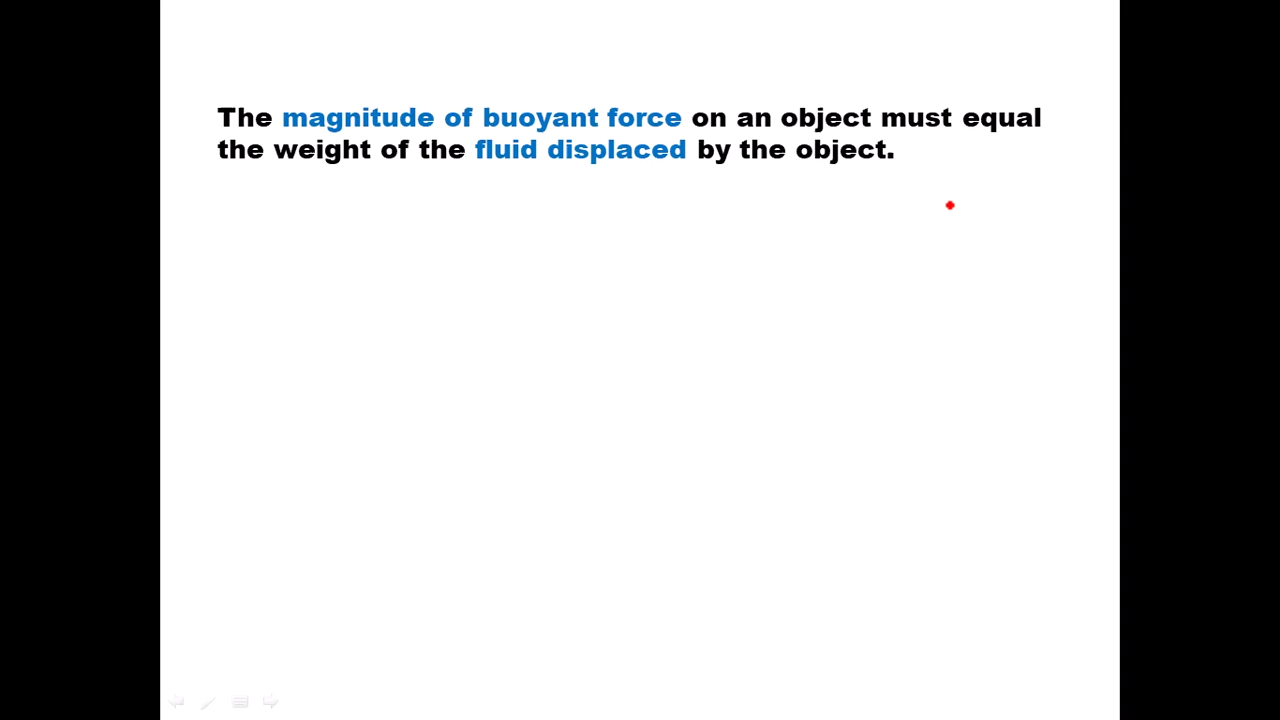 The magnitude of buoyant force on an object must equal
the weight of the fluid displaced by the object.